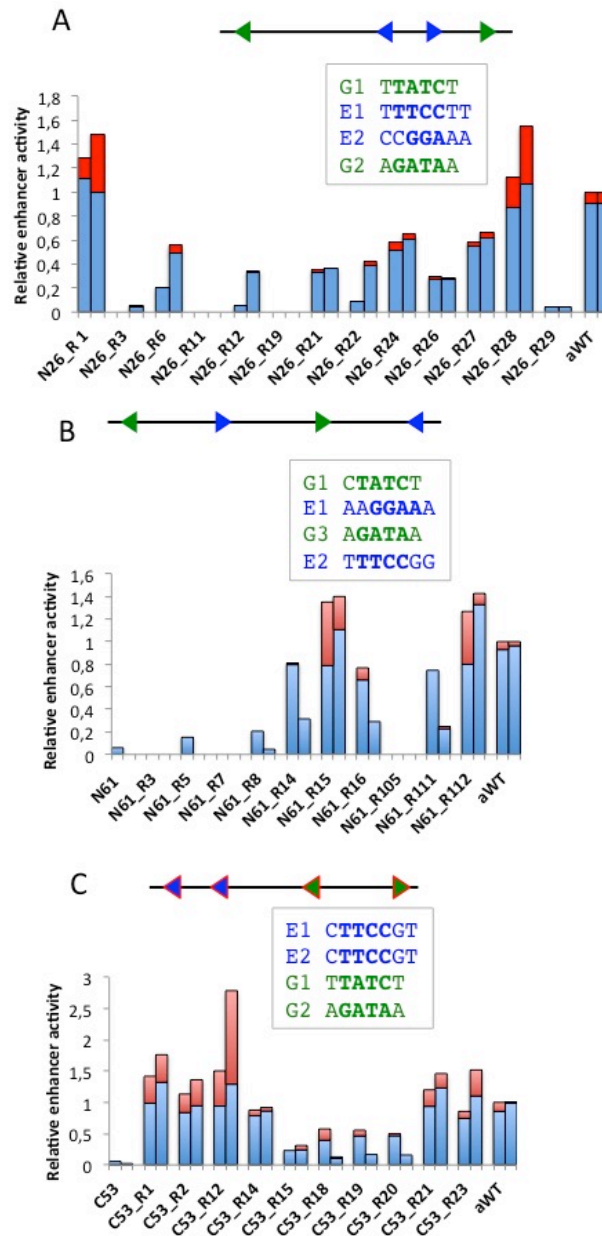 A
G1 TTATCT
E1 TTTCCTT
E2 CCGGAAA
G2 AGATAA
Relative enhancer activity
1,8
1,6
1,4
1,2
1
0,8
0,6
0,4
0,2
0
N26_R 1
N26_R3
N26_R6
N26_R11
N26_R12
N26_R19
N26_R21
N26_R22
N26_R24
N26_R26
N26_R27
N26_R28
N26_R29
aWT
B
G1 CTATCT
E1 AAGGAAA
G3 AGATAA
E2 TTTCCGG
Relative enhancer activity
1,6
1,4
1,2
1
0,8
0,6
0,4
0,2
0
N61
N61_R3
N61_R5
N61_R7
N61_R8
N61_R14
N61_R15
N61_R16
N61_R105
N61_R111
N61_R112
aWT
C
E1 CTTCCGT
E2 CTTCCGT
G1 TTATCT
G2 AGATAA
Relative enhancer activity
3
2,5
2
1,5
1
0,5
0
C53
C53_R1
C53_R2
C53_R12
C53_R14
C53_R15
C53_R18
C53_R19
C53_R20
C53_R21
C53_R23
aWT